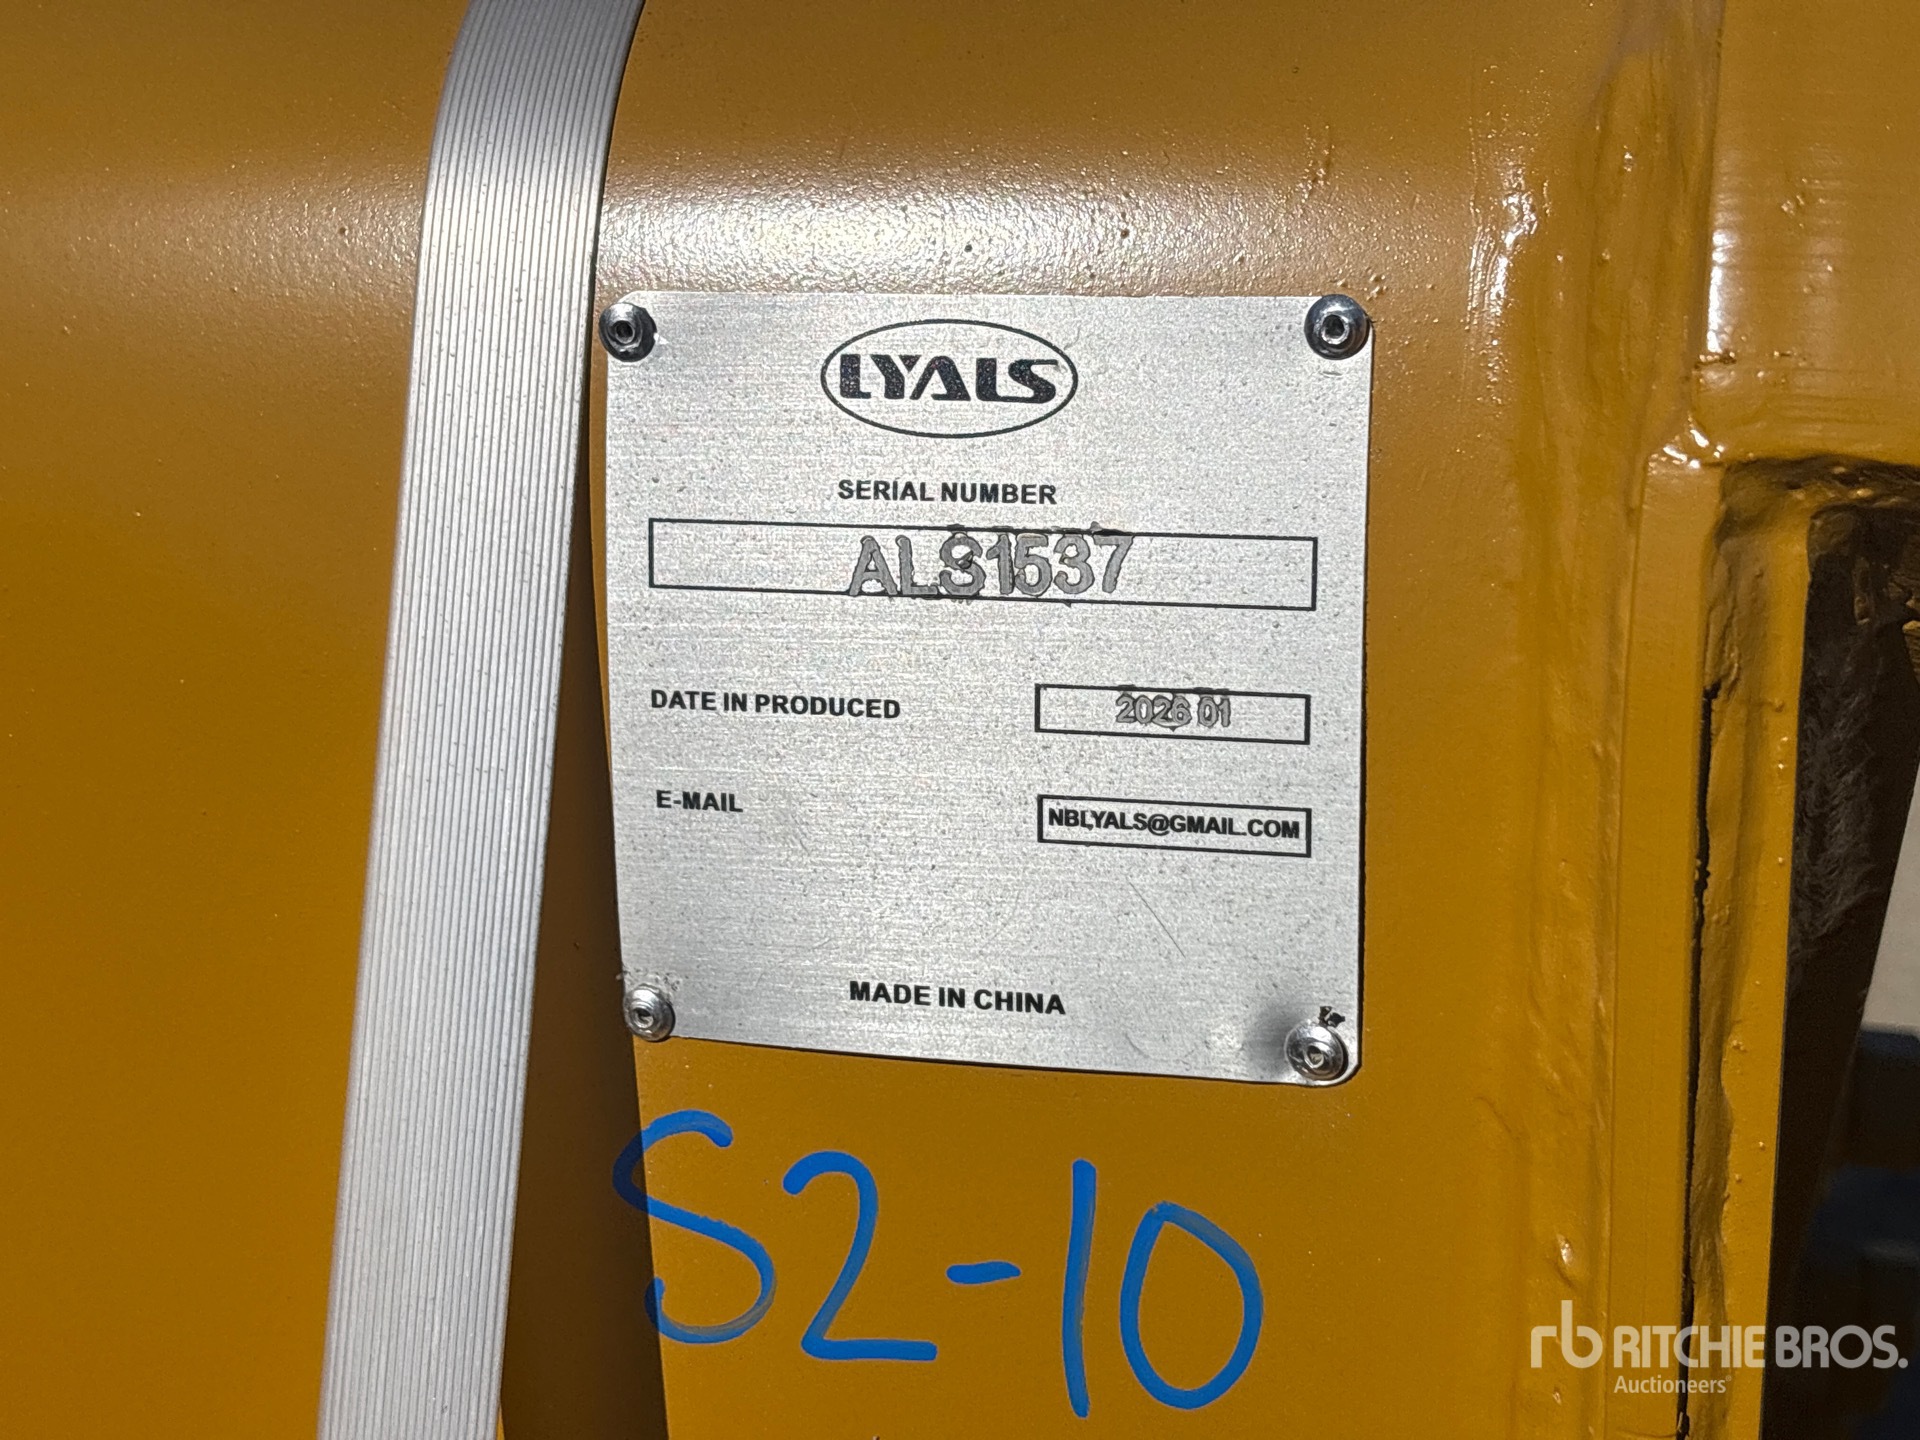 LYALS
SERIAL NUMBER
ALS1537
DATE IN PRODUCED 2026 01
E-MAIL NBLYALS@GMAIL.COM
MADE IN CHINA
S2-10
rb RITCHIE BROS.
Auctioneers